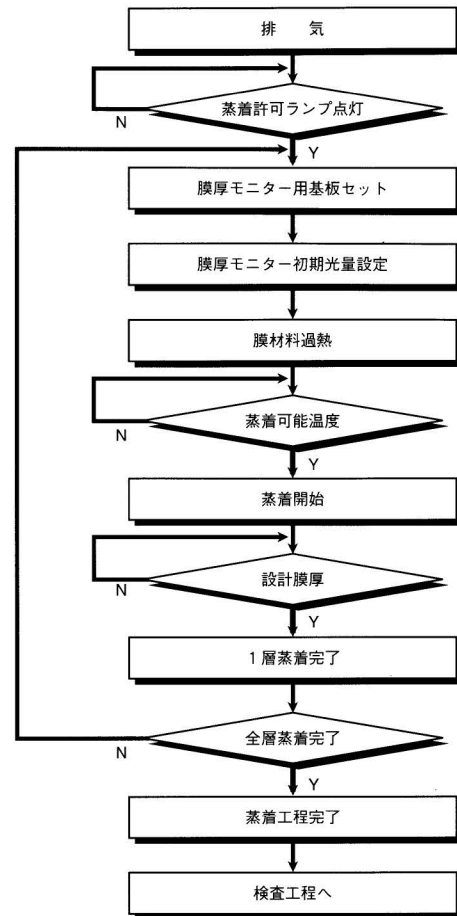 排　気
蒸着許可ランプ点灯
N
Y
膜厚モニター用基板セット
膜厚モニター初期光量設定
膜材料過熱
蒸着可能温度
N
Y
蒸着開始
設計膜厚
N
Y
1層蒸着完了
全層蒸着完了
N
Y
蒸着工程完了
検査工程へ